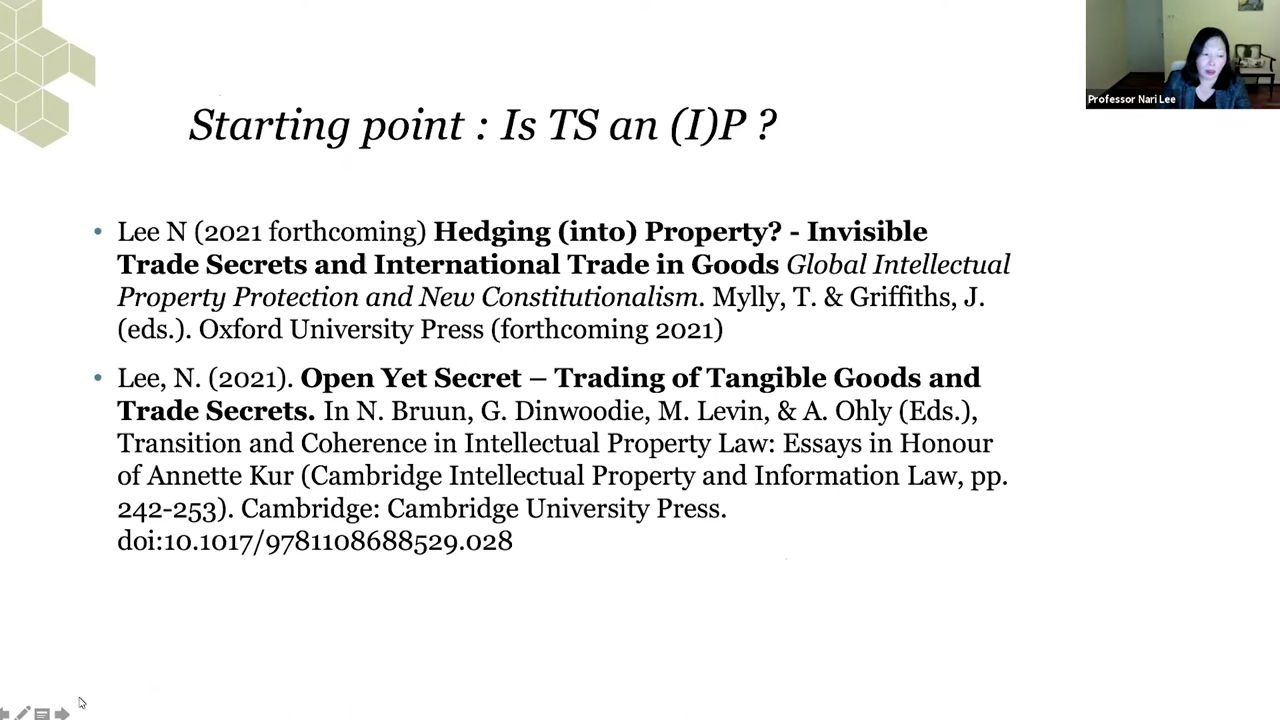 Professor Nari Lee
Starting point : Is TS an (I)P ?
• Lee N (2021 forthcoming) Hedging (into) Property? - Invisible
Trade Secrets and International Trade in Goods Global Intellectual
Property Protection and New Constitutionalism. Mylly, T. & Griffiths, J.
(eds.). Oxford University Press (forthcoming 2021)
• Lee, N. (2021). Open Yet Secret – Trading of Tangible Goods and
Trade Secrets. In N. Bruun, G. Dinwoodie, M. Levin, & A. Ohly (Eds.),
Transition and Coherence in Intellectual Property Law: Essays in Honour
of Annette Kur (Cambridge Intellectual Property and Information Law, pp.
242-253). Cambridge: Cambridge University Press.
doi:10.1017/9781108688529.028